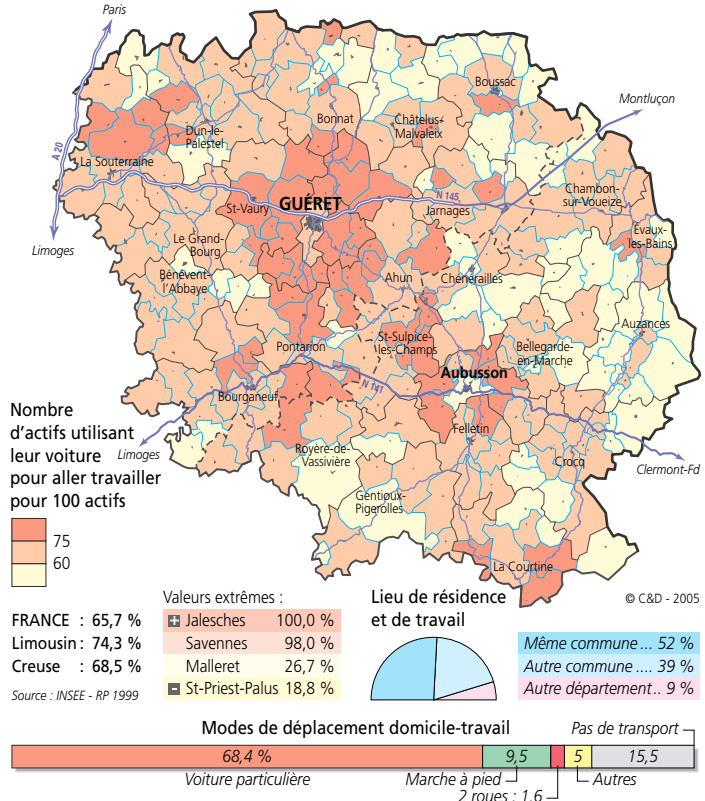 Paris
Boussac
Montluçon
Bonnat
Châtelus-
Malvaleix
Dun-le-
Palestel
A 20
La Souterraine
N 145
Chambon-
sur-Voueize
GUÉRET
St-Vaury
Jarnages
Evaux-
les-Bains
Limoges
Le Grand-
Bourg
Bénévent-
l'Abbaye
Ahun
Chénérailles
Auzances
St-Sulpice-
les-Champs
Pontarion
Bellegarde-
en-Marche
Aubusson
N 141
Bourganeuf
Nombre
d'actifs utilisant
leur voiture
pour aller travailler
pour 100 actifs
Limoges
Felletin
Royère-de-
Vassivière
Crocq
Clermont-Fd
Gentioux-
Pigerolles
75
60
La Courtine
© C&D - 2005
FRANCE : 65,7 %
Limousin : 74,3 %
Creuse : 68,5 %
Source : INSEE - RP 1999
Valeurs extrêmes :
+ Jalesches 100,0 %
Savennes 98,0 %
Malleret 26,7 %
- St-Priest-Palus 18,8 %
Lieu de résidence
et de travail
Même commune ... 52 %
Autre commune .... 39 %
Autre département .. 9 %
Modes de déplacement domicile-travail
Pas de transport
68,4 % 9,5 5 15,5
Voiture particulière Marche à pied Autres
2 roues : 1,6